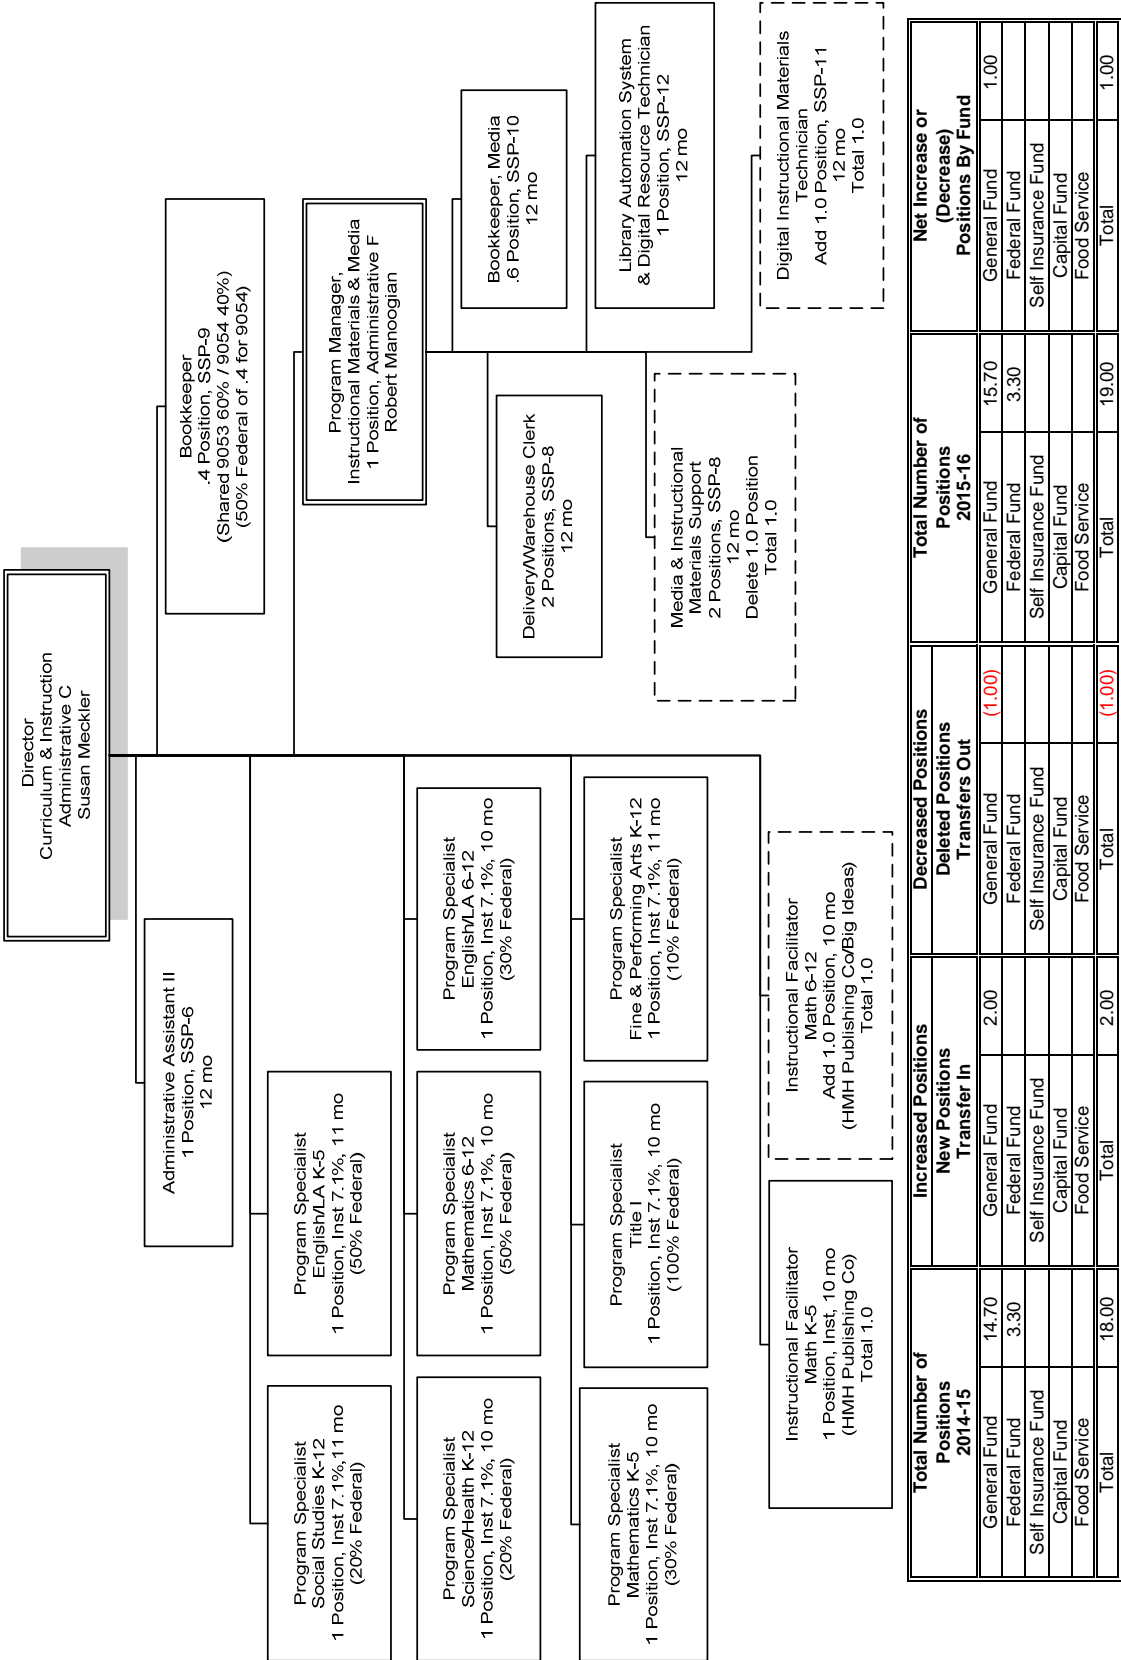 Director
Curriculum & Instruction
Administrative C
Susan Meckler
Administrative Assistant II
1 Position, SSP-6
12 mo
Bookkeeper
.4 Position, SSP-9
(Shared 9053 60% / 9054 40%)
(50% Federal of .4 for 9054)
Program Specialist
Social Studies K-12
1 Position, Inst 7.1%,11 mo
(20% Federal)
Program Specialist
English/LA K-5
1 Position, Inst 7.1%, 11 mo
(50% Federal)
Program Manager,
Instructional Materials & Media
1 Position, Administrative F
Robert Manoogian
Program Specialist
Science/Health K-12
1 Position, Inst 7.1%, 10 mo
(20% Federal)
Program Specialist
Mathematics 6-12
1 Position, Inst 7.1%, 10 mo
(50% Federal)
Program Specialist
English/LA 6-12
1 Position, Inst 7.1%, 10 mo
(30% Federal)
Bookkeeper, Media
.6 Position, SSP-10
12 mo
Delivery/Warehouse Clerk
2 Positions, SSP-8
12 mo
Program Specialist
Mathematics K-5
1 Position, Inst 7.1%, 10 mo
(30% Federal)
Program Specialist
Title I
1 Position, Inst 7.1%, 10 mo
(100% Federal)
Program Specialist
Fine & Performing Arts K-12
1 Position, Inst 7.1%, 11 mo
(10% Federal)
Library Automation System
& Digital Resource Technician
1 Position, SSP-12
12 mo
Media & Instructional
Materials Support
2 Positions, SSP-8
12 mo
Delete 1.0 Position
Total 1.0
Instructional Facilitator
Math K-5
1 Position, Inst, 10 mo
(HMH Publishing Co)
Total 1.0
Instructional Facilitator
Math 6-12
Add 1.0 Position, 10 mo
(HMH Publishing Co/Big Ideas)
Total 1.0
Digital Instructional Materials
Technician
Add 1.0 Position, SSP-11
12 mo
Total 1.0
Total Number of
Positions
2014-15
General Fund 14.70
Federal Fund 3.30
Self Insurance Fund
Capital Fund
Food Service
Total 18.00
Increased Positions
New Positions
Transfer In
General Fund 2.00
Federal Fund
Self Insurance Fund
Capital Fund
Food Service
Total 2.00
Decreased Positions
Deleted Positions
Transfers Out
General Fund (1.00)
Federal Fund
Self Insurance Fund
Capital Fund
Food Service
Total (1.00)
Total Number of
Positions
2015-16
General Fund 15.70
Federal Fund 3.30
Self Insurance Fund
Capital Fund
Food Service
Total 19.00
Net Increase or
(Decrease)
Positions By Fund
General Fund 1.00
Federal Fund
Self Insurance Fund
Capital Fund
Food Service
Total 1.00